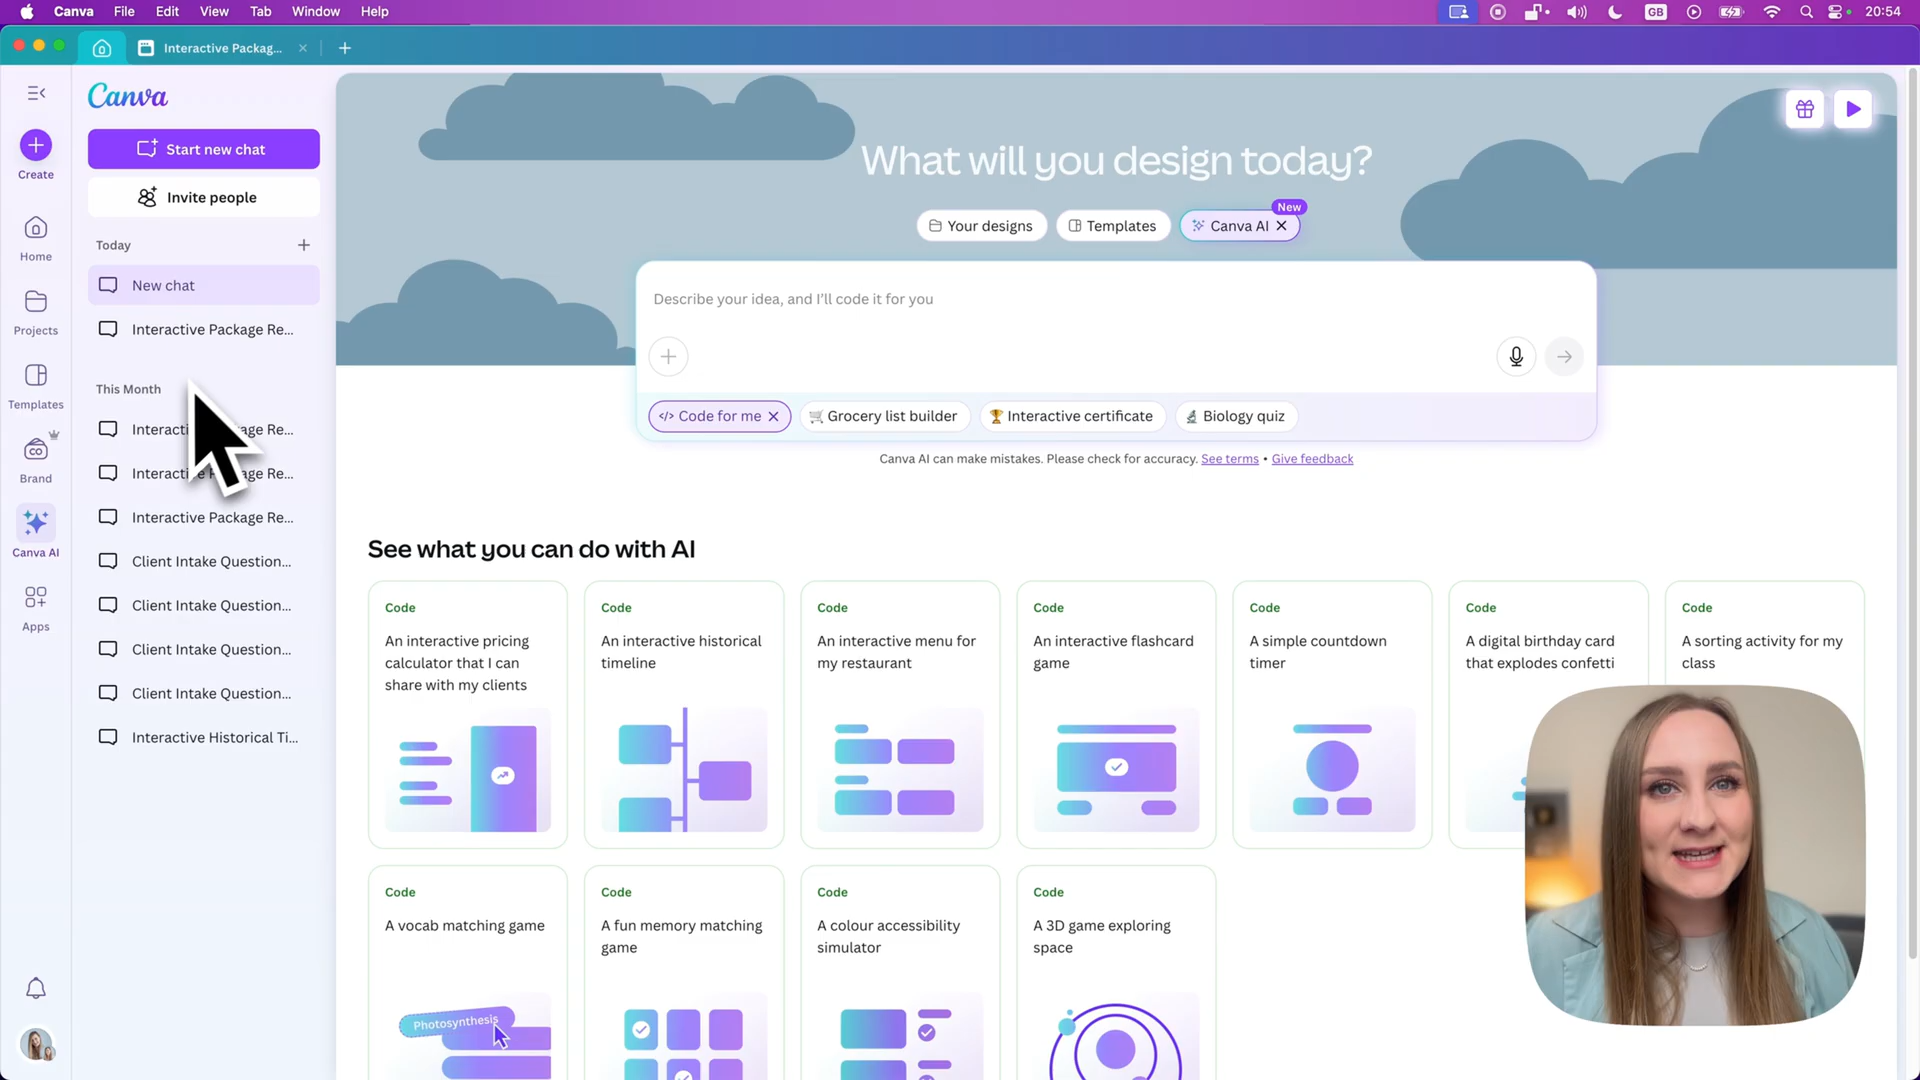 Canva File Edit View Tab Window Help
GB
20:54
Interactive Packag...
Canva
Start new chat
Create
Invite people
Today
Home
New chat
Projects
Interactive Package Re...
This Month
Templates
Interacti age Re...
Brand
Interactive Package Re...
Interactive Package Re...
Canva AI
Client Intake Question...
Apps
Client Intake Question...
Client Intake Question...
Client Intake Question...
Interactive Historical Ti...
What will you design today?
New
Your designs
Templates
Canva AI
Describe your idea, and I'll code it for you
</> Code for me
Grocery list builder
Interactive certificate
Biology quiz
Canva AI can make mistakes. Please check for accuracy. See terms • Give feedback
See what you can do with AI
Code
An interactive pricing
calculator that I can
share with my clients
Code
An interactive historical
timeline
Code
An interactive menu for
my restaurant
Code
An interactive flashcard
game
Code
A simple countdown
timer
Code
A digital birthday card
that explodes confetti
Code
A sorting activity for my
class
Code
A vocab matching game
Photosynthesis
Code
A fun memory matching
game
Code
A colour accessibility
simulator
Code
A 3D game exploring
space